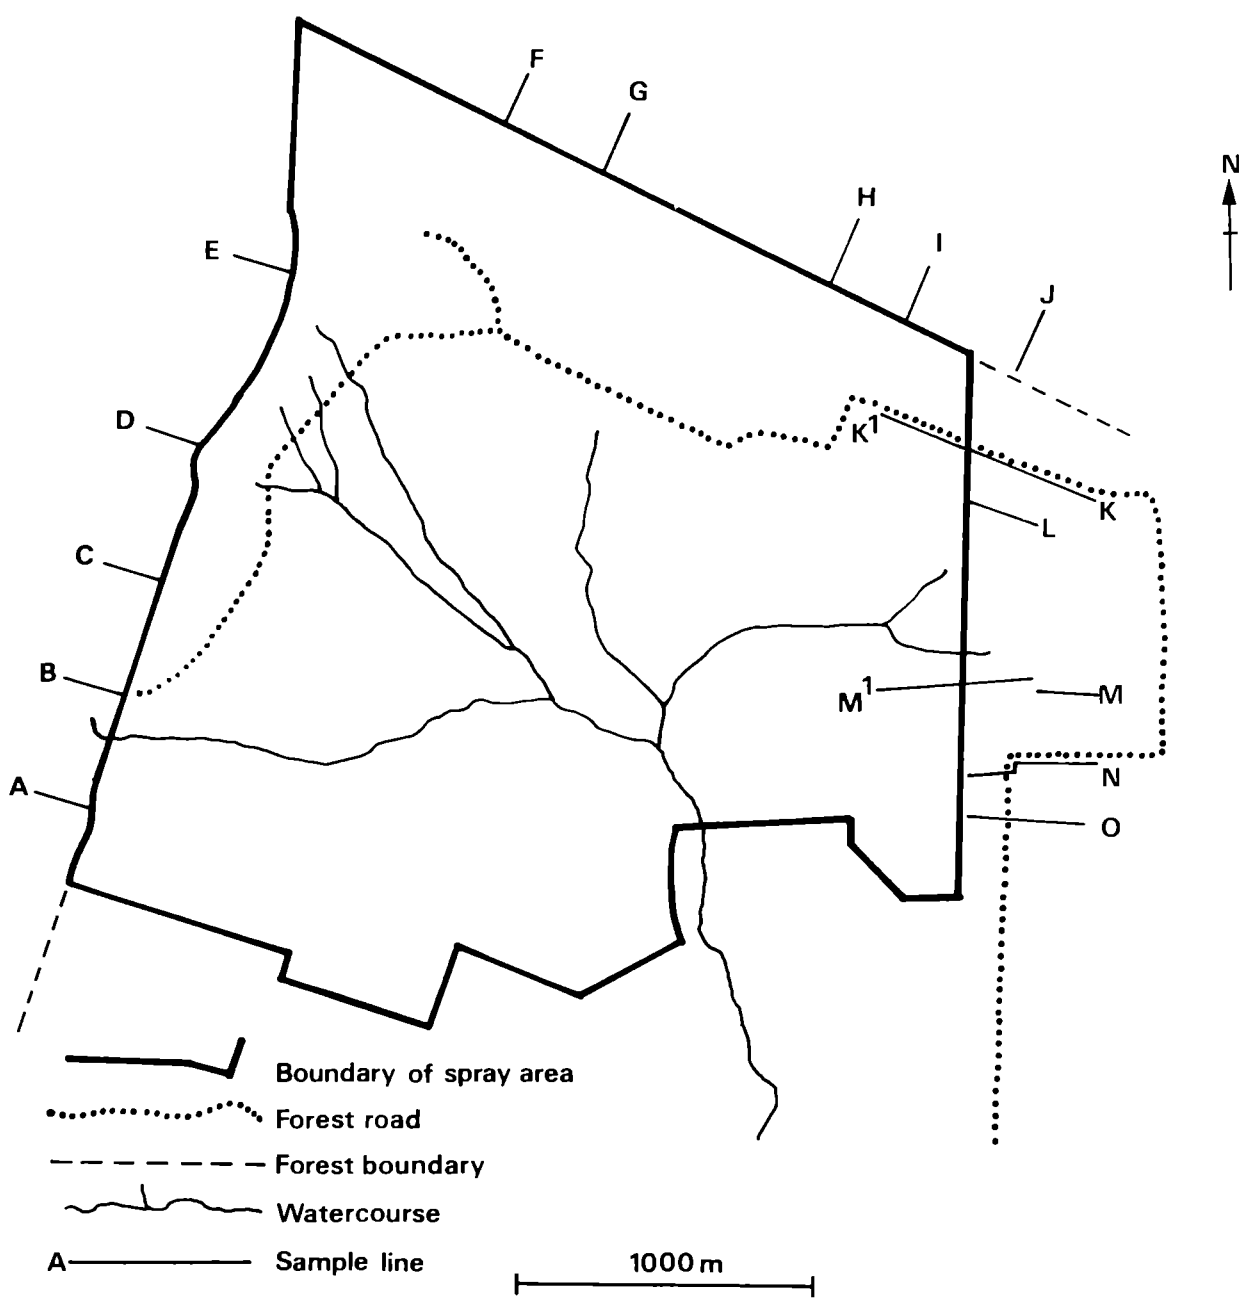 F
G
N
H
E
I
J
D
K¹
K
L
C
B
M¹
M
A
N
O
Boundary of spray area
Forest road
Forest boundary
Watercourse
A Sample line
1000 m